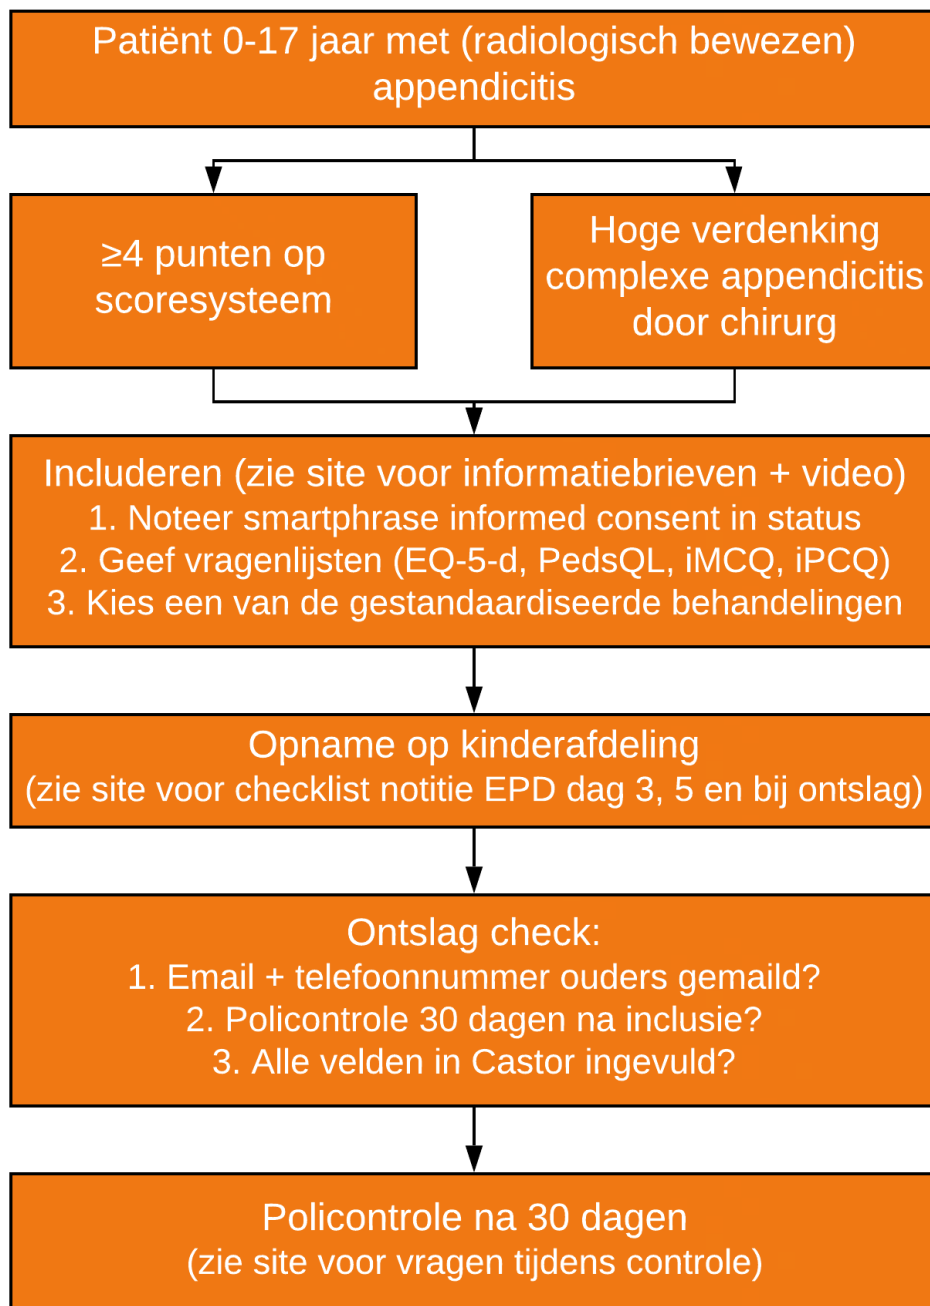 Patiënt 0-17 jaar met (radiologisch bewezen)
appendicitis
≥4 punten op
scoresysteem
Hoge verdenking
complexe appendicitis
door chirurg
Includeren (zie site voor informatiebrieven + video)
1. Noteer smartphrase informed consent in status
2. Geef vragenlijsten (EQ-5-d, PedsQL, iMCQ, iPCQ)
3. Kies een van de gestandaardiseerde behandelingen
Opname op kinderafdeling
(zie site voor checklist notitie EPD dag 3, 5 en bij ontslag)
Ontslag check:
1. Email + telefoonnummer ouders gemaild?
2. Policontrole 30 dagen na inclusie?
3. Alle velden in Castor ingevuld?
Policontrole na 30 dagen
(zie site voor vragen tijdens controle)